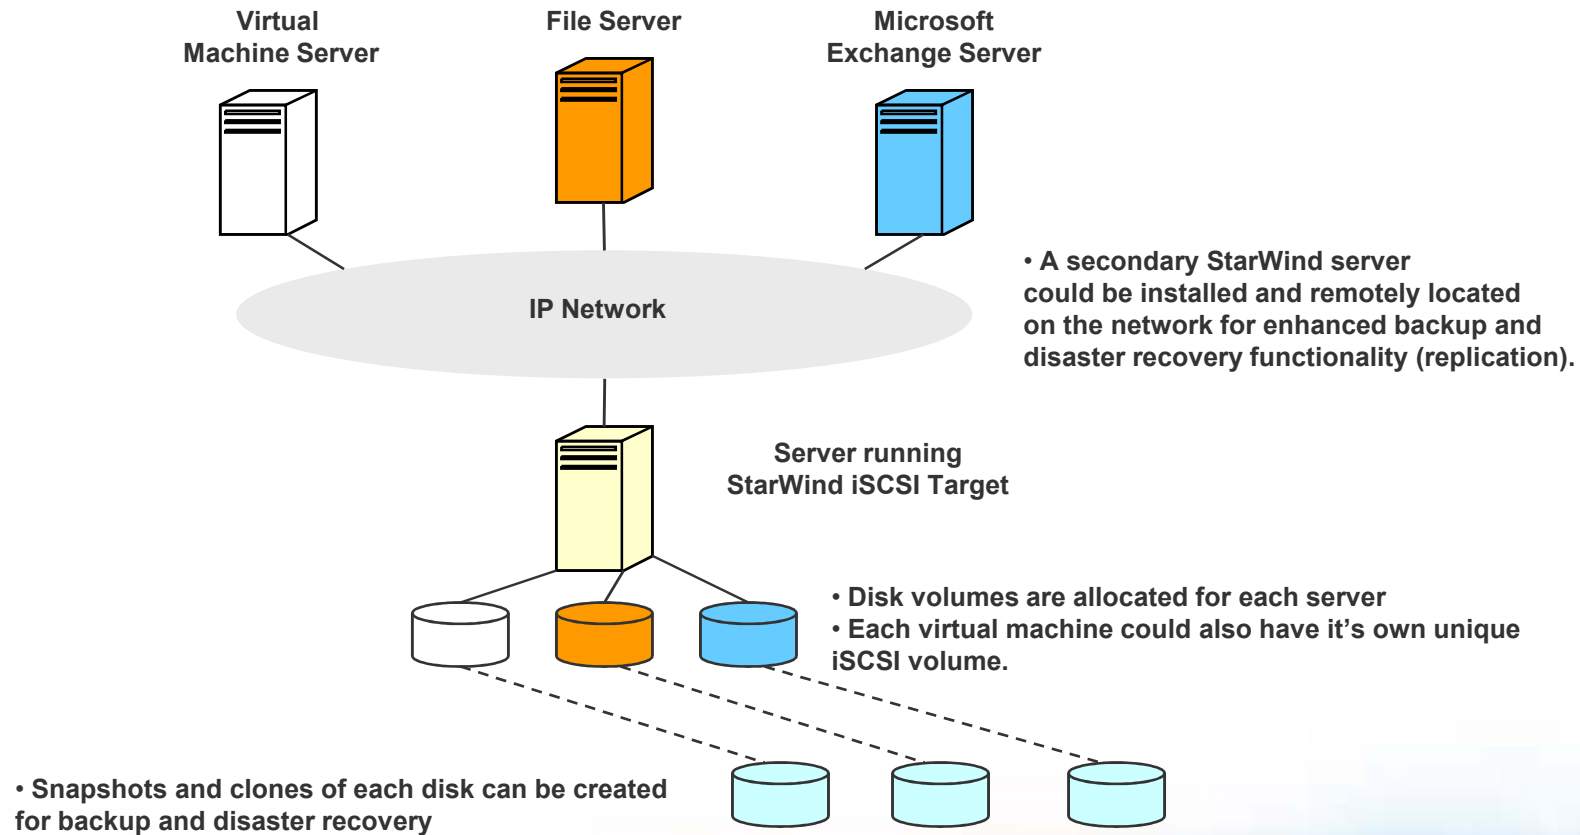 Virtual
Machine Server
File Server
Microsoft
Exchange Server
IP Network
• A secondary StarWind server
could be installed and remotely located
on the network for enhanced backup and
disaster recovery functionality (replication).
Server running
StarWind iSCSI Target
• Disk volumes are allocated for each server
• Each virtual machine could also have it’s own unique
iSCSI volume.
• Snapshots and clones of each disk can be created
for backup and disaster recovery